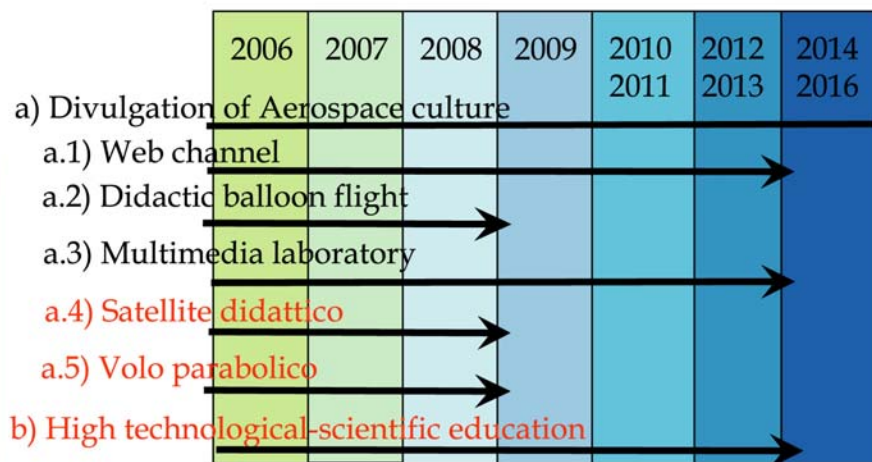 2006 2007 2008 2009 2010 2012 2014
2011 2013 2016
a) Divulgation of Aerospace culture
a.1) Web channel
a.2) Didactic balloon flight
a.3) Multimedia laboratory
a.4) Satellite didattico
a.5) Volo parabolico
b) High technological-scientific education